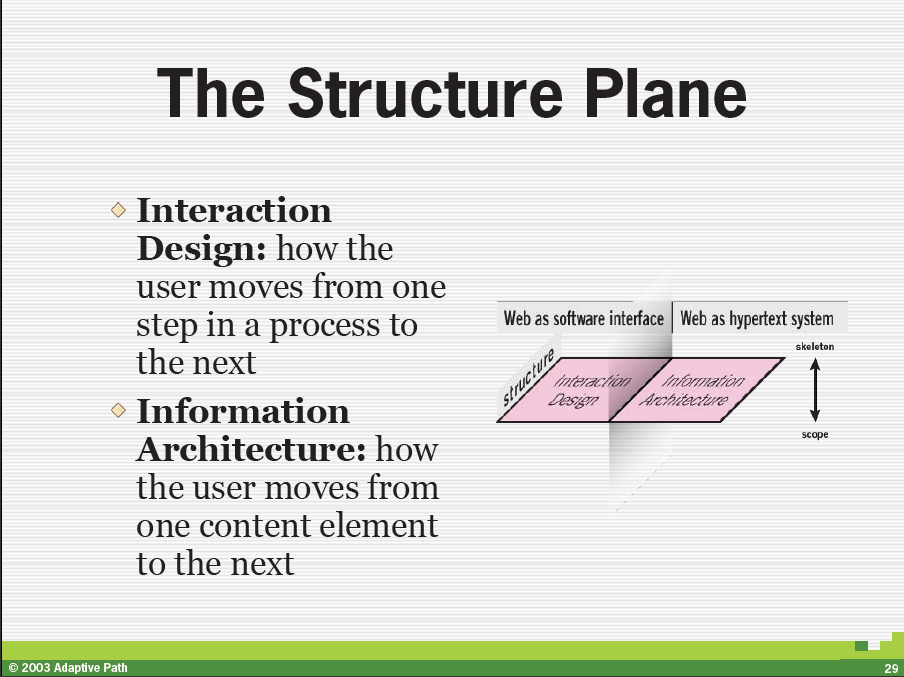 The Structure Plane
Interaction
Design: how the
user moves from one
step in a process to
the next
Information
Architecture: how
the user moves from
one content element
to the next
Web as software interface
Web as hypertext system
skeleton
structure
Interaction
Design
Information
Architecture
scope
© 2003 Adaptive Path
29